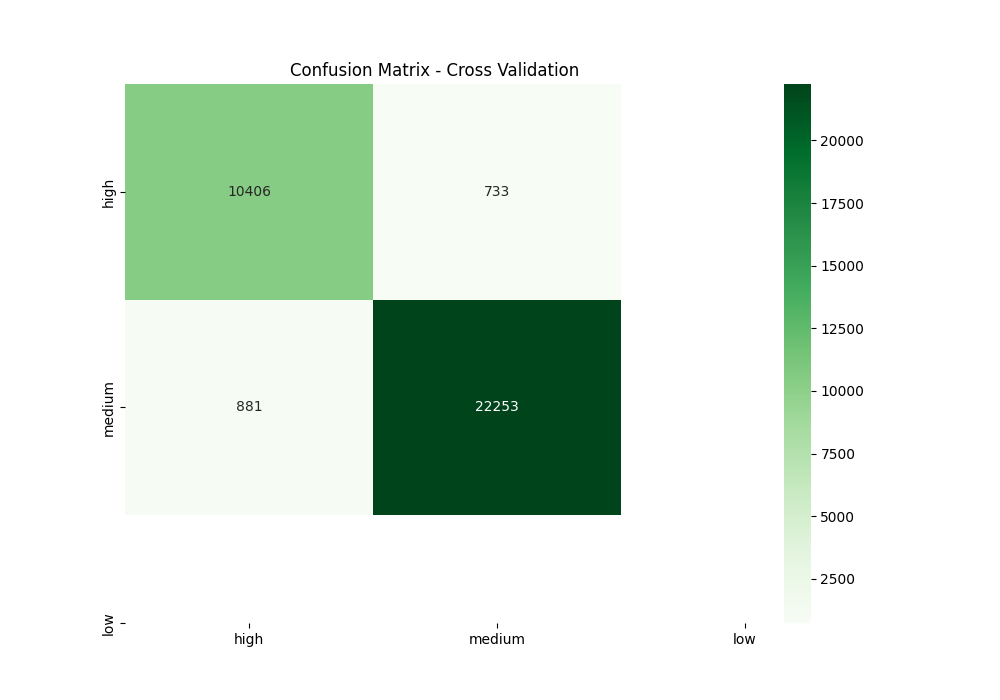 Confusion Matrix - Cross Validation
high
10406
733
medium
881
22253
low
high
medium
low
20000
17500
15000
12500
10000
7500
5000
2500